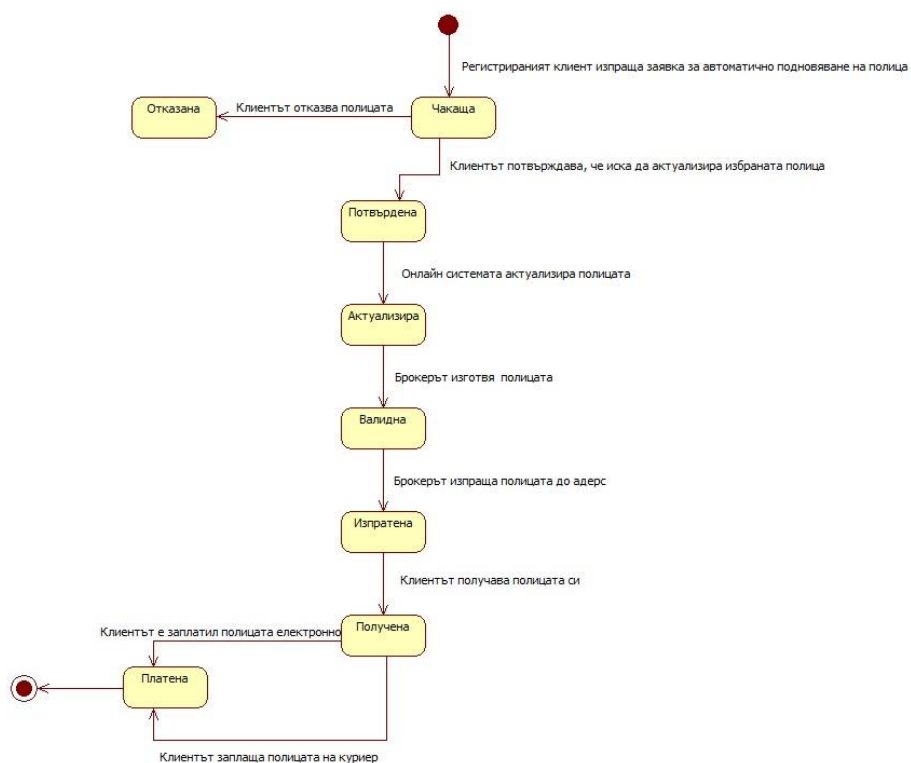 Регистрираният клиент изпраща заявка за автоматично подновяване на полица
Отказана
Клиентът отказва полицата
Чакаща
Клиентът потвърждава, че иска да актуализира избраната полица
Потвърдена
Онлайн системата актуализира полицата
Актуализира
Брокерът изготвя полицата
Валидна
Брокерът изпраща полицата до адерс
Изпратена
Клиентът получава полицата си
Получена
Клиентът е заплатил полицата електронно
Платена
Клиентът заплаща полицата на куриер